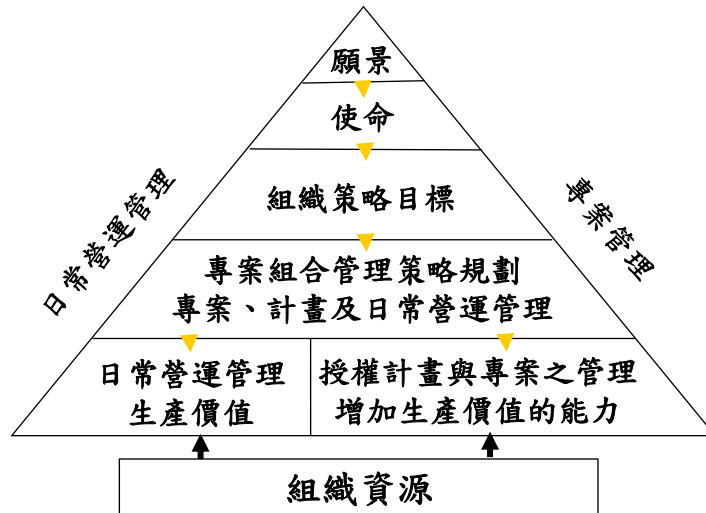 願景
使命
組織策略目標
日常營運管理
專案管理
專案組合管理策略規劃
專案、計畫及日常營運管理
日常營運管理
生產價值
授權計畫與專案之管理
增加生產價值的能力
組織資源